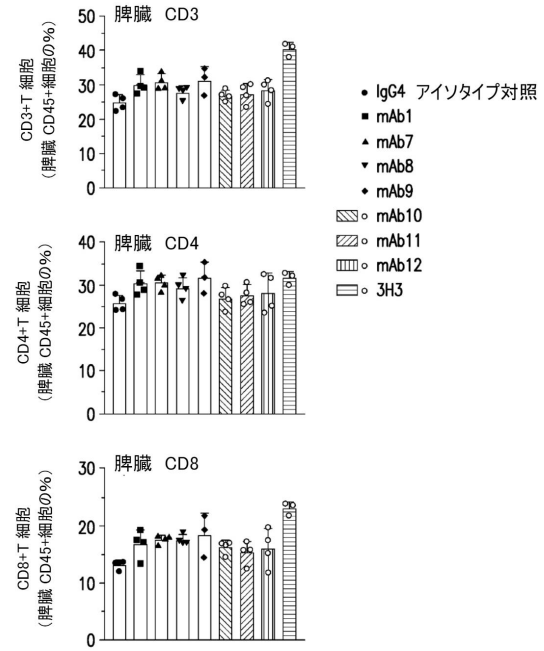 脾臓 CD3
CD3+T 細胞
(脾臓 CD45+細胞の%)
50
40
30
20
10
0
● IgG4 アイソタイプ対照
■ mAb1
▲ mAb7
▼ mAb8
◆ mAb9
○ mAb10
○ mAb11
○ mAb12
○ 3H3
脾臓 CD4
CD4+T 細胞
(脾臓 CD45+細胞の%)
40
30
20
10
0
脾臓 CD8
CD8+T 細胞
(脾臓 CD45+細胞の%)
30
20
10
0